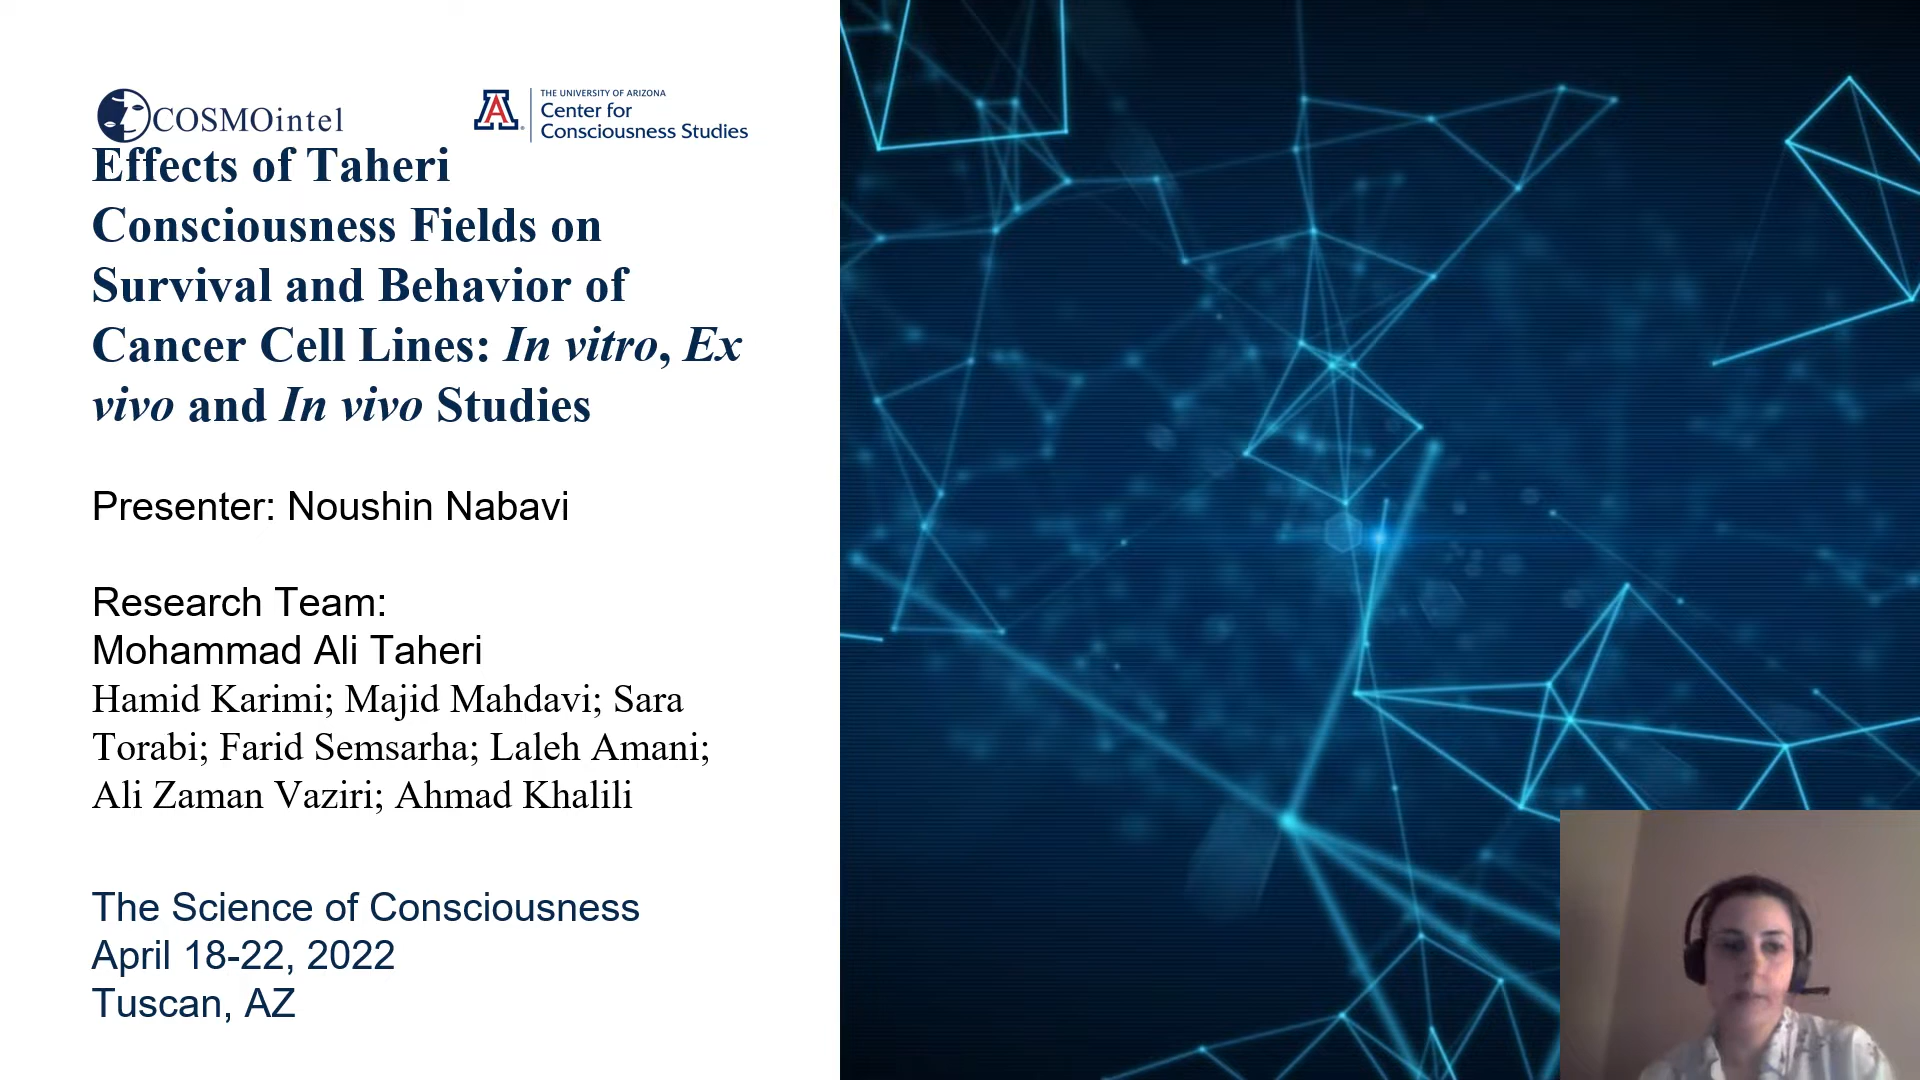 COSMOintel
THE UNIVERSITY OF ARIZONA
Center for
Consciousness Studies
Effects of Taheri
Consciousness Fields on
Survival and Behavior of
Cancer Cell Lines: In vitro, Ex
vivo and In vivo Studies
Presenter: Noushin Nabavi
Research Team:
Mohammad Ali Taheri
Hamid Karimi; Majid Mahdavi; Sara
Torabi; Farid Semsarha; Laleh Amani;
Ali Zaman Vaziri; Ahmad Khalili
The Science of Consciousness
April 18-22, 2022
Tuscan, AZ